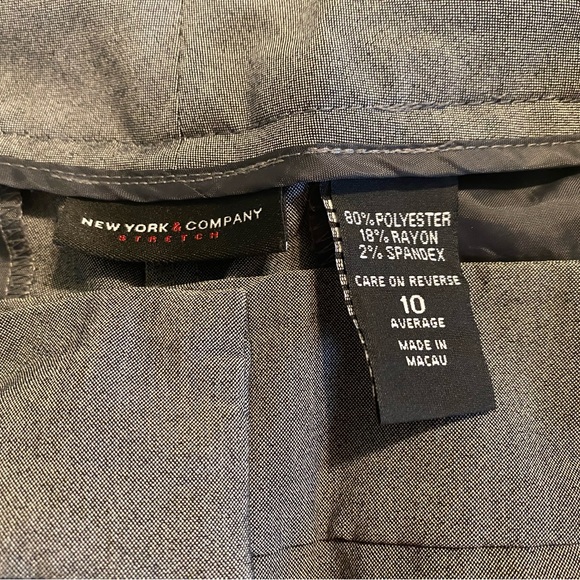 NEW YORK & COMPANY
STRETCH
80% POLYESTER
18% RAYON
2% SPANDEX
CARE ON REVERSE
10
AVERAGE
MADE IN
MACAU